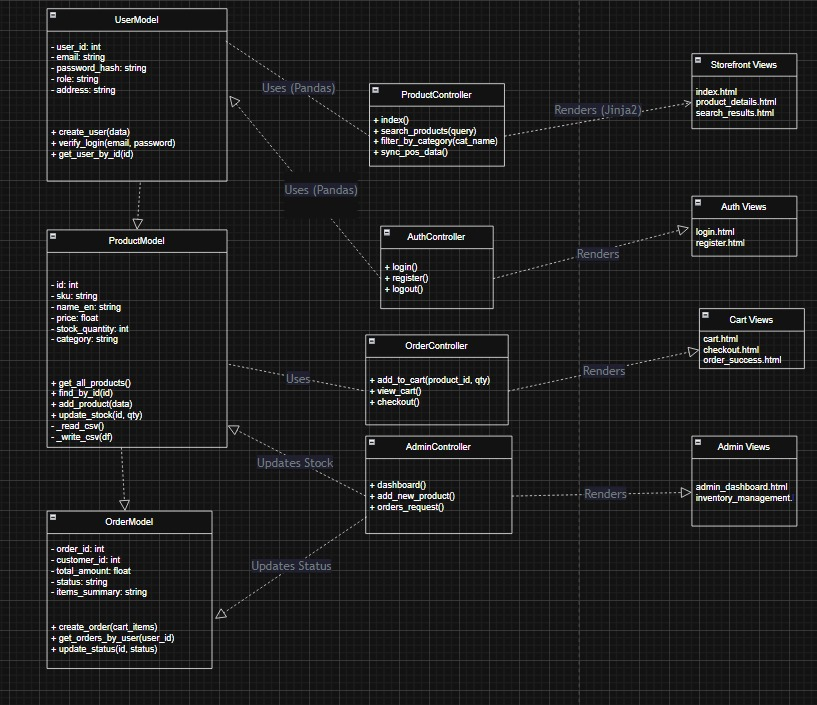 UserModel
- user_id: int
- email: string
- password_hash: string
- role: string
- address: string
+ create_user(data)
+ verify_login(email, password)
+ get_user_by_id(id)
ProductModel
- id: int
- sku: string
- name_en: string
- price: float
- stock_quantity: int
- category: string
+ get_all_products()
+ find_by_id(id)
+ add_product(data)
+ update_stock(id, qty)
- _read_csv()
- _write_csv(df)
OrderModel
- order_id: int
- customer_id: int
- total_amount: float
- status: string
- items_summary: string
+ create_order(cart_items)
+ get_orders_by_user(user_id)
+ update_status(id, status)
Uses (Pandas)
Uses (Pandas)
Uses
Updates Stock
Updates Status
ProductController
+ index()
+ search_products(query)
+ filter_by_category(cat_name)
+ sync_pos_data()
AuthController
+ login()
+ register()
+ logout()
OrderController
+ add_to_cart(product_id, qty)
+ view_cart()
+ checkout()
AdminController
+ dashboard()
+ add_new_product()
+ orders_request()
Renders (Jinja2)
Renders
Renders
Renders
Storefront Views
index.html
product_details.html
search_results.html
Auth Views
login.html
register.html
Cart Views
cart.html
checkout.html
order_success.html
Admin Views
admin_dashboard.html
inventory_management.